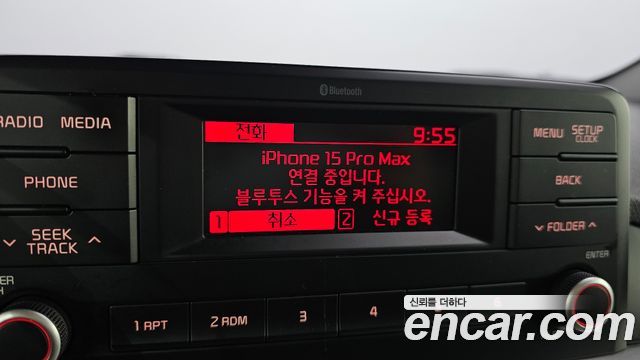 Bluetooth
RADIO MEDIA
PHONE
SEEK
TRACK
전화 9:55
iPhone 15 Pro Max
연결 중입니다.
블루투스 기능을 켜 주십시오.
1 취소 2 신규 등록
MENU SETUP
CLOCK
BACK
FOLDER
ENTER
1 RPT 2 RDM 3 4 5 6
신뢰를 더하다
encar.com